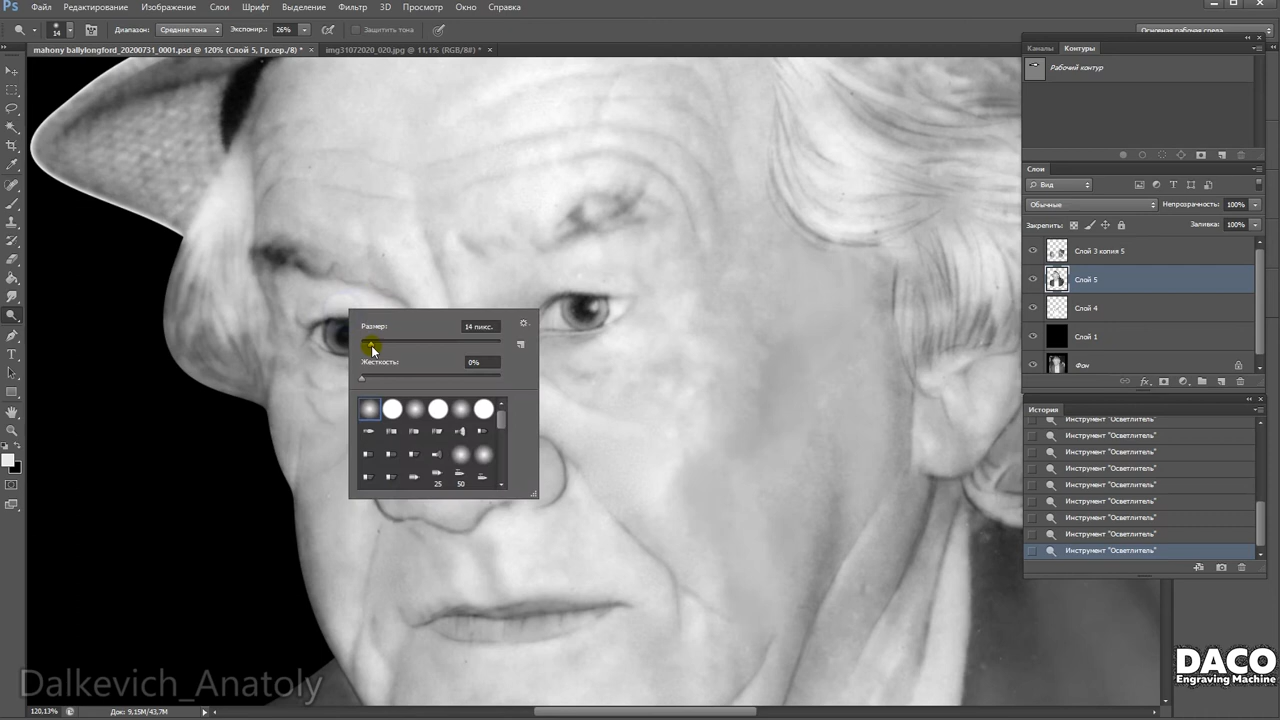 Ps Файл Редактирование Изображение Слои Шрифт Выделение Фильтр 3D Просмотр Окно Справка
14 Диапазон: Средние тона Экспонир.: 26% Защитить тона
Основная рабочая среда
mahony ballylongford_20200731_0001.psd @ 120% (Слой 5, Гр.сер./8) * × img31072020_020.jpg @ 11,1% (RGB/8#) * ×
Каналы Контуры
Рабочий контур
Слои
Вид
Обычные Непрозрачность: 100%
Закрепить: Заливка: 100%
Слой 3 копия 5
Слой 5
Слой 4
Слой 1
Фон
Размер: 14 пикс.
Жесткость: 0%
25 50
История
Инструмент "Осветлитель"
Инструмент "Осветлитель"
Инструмент "Осветлитель"
Инструмент "Осветлитель"
Инструмент "Осветлитель"
Инструмент "Осветлитель"
Инструмент "Осветлитель"
Инструмент "Осветлитель"
Инструмент "Осветлитель"
Dalkevich_Anatoly
DACO
Engraving Machine
120,13% Док: 9,15M/43,7M